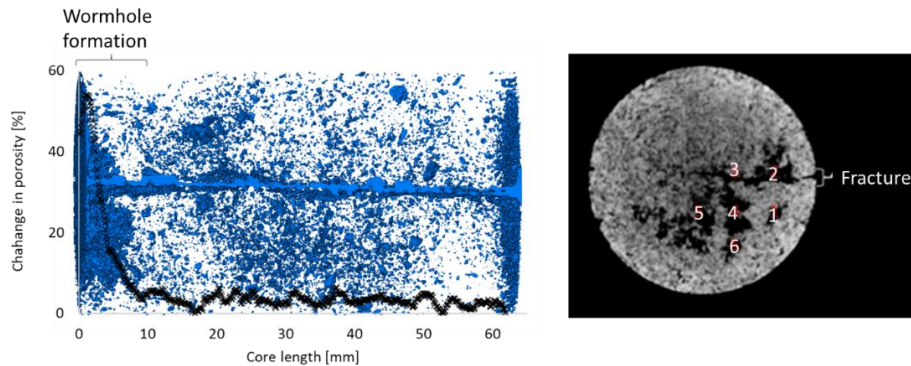 Wormhole
formation
60
40
20
0
Chahange in porosity [%]
0 10 20 30 40 50 60
Core length [mm]
3 2
5 4 1
6
Fracture